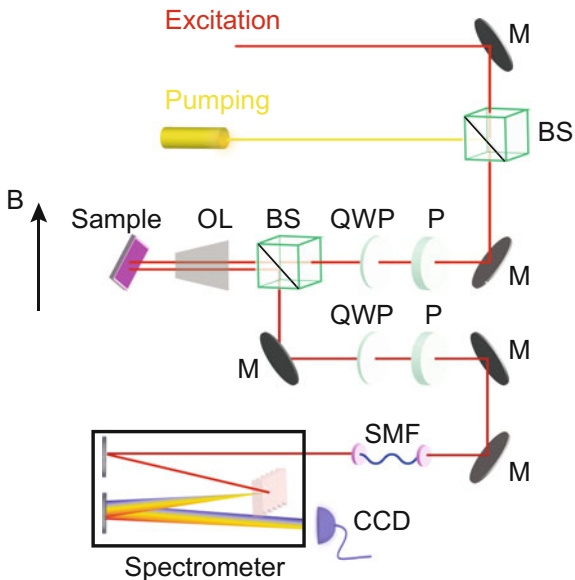 Excitation
M
Pumping
BS
B
Sample OL BS QWP P
M
QWP P
M
M
SMF
M
CCD
Spectrometer